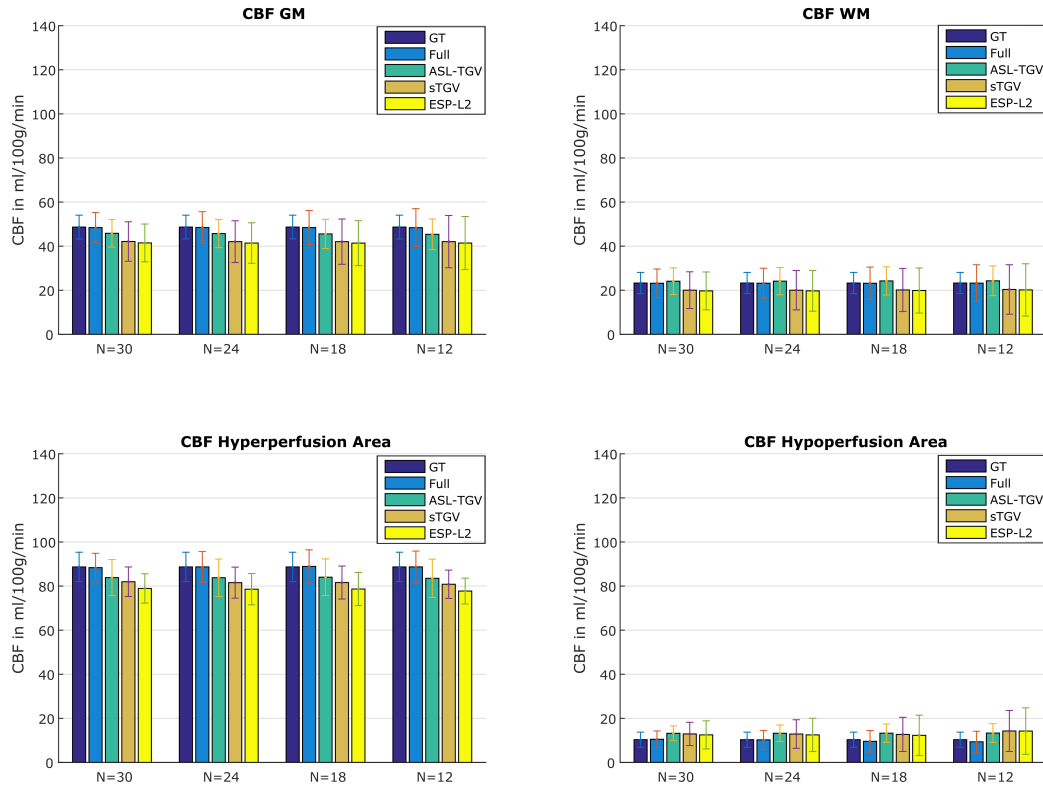 CBF GM
CBF in ml/100g/min
140
120
100
80
60
40
20
0
N=30
N=24
N=18
N=12
GT
Full
ASL-TGV
sTGV
ESP-L2
CBF WM
CBF in ml/100g/min
140
120
100
80
60
40
20
0
N=30
N=24
N=18
N=12
GT
Full
ASL-TGV
sTGV
ESP-L2
CBF Hyperperfusion Area
CBF in ml/100g/min
140
120
100
80
60
40
20
0
N=30
N=24
N=18
N=12
GT
Full
ASL-TGV
sTGV
ESP-L2
CBF Hypoperfusion Area
CBF in ml/100g/min
140
120
100
80
60
40
20
0
N=30
N=24
N=18
N=12
GT
Full
ASL-TGV
sTGV
ESP-L2